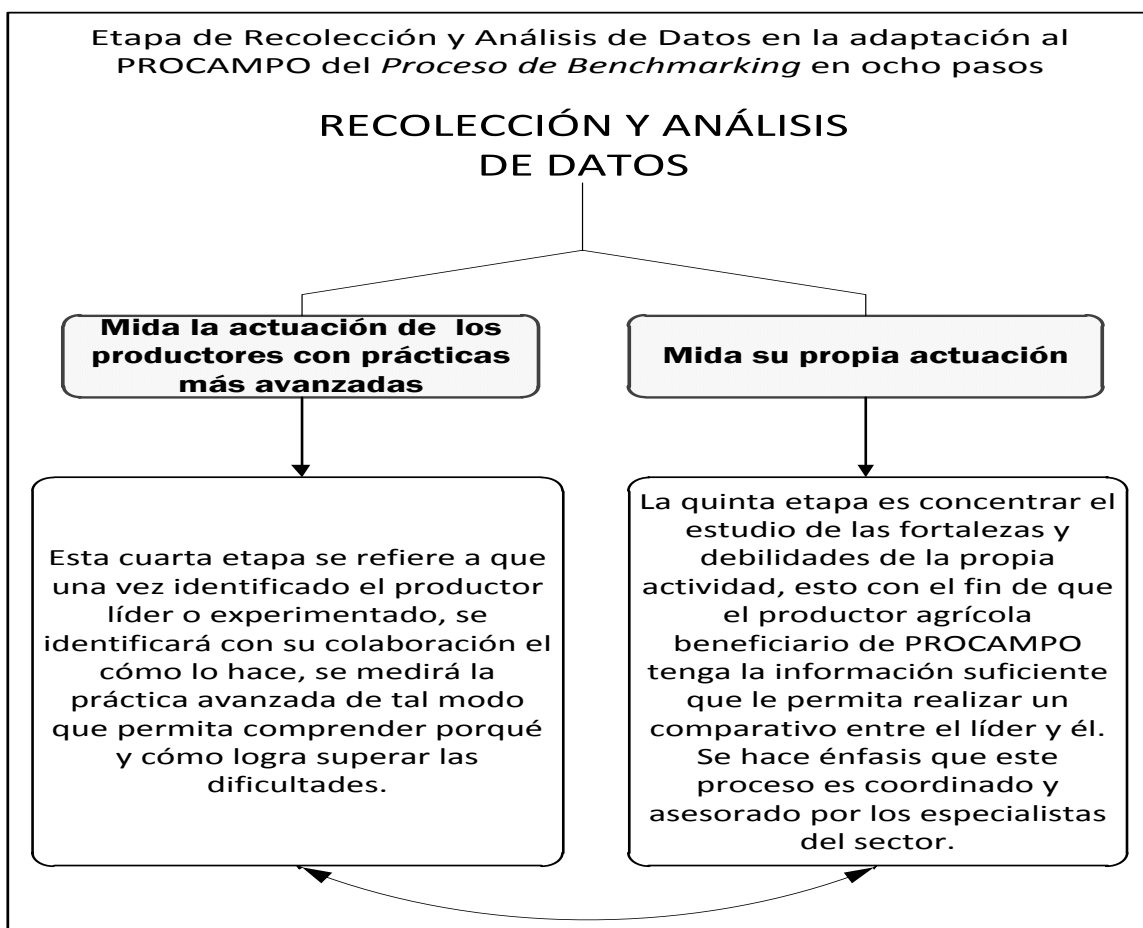 Etapa de Recolección y Análisis de Datos en la adaptación al
PROCAMPO del Proceso de Benchmarking en ocho pasos
RECOLECCIÓN Y ANÁLISIS
DE DATOS
Mida la actuación de los
productores con prácticas
más avanzadas
Mida su propia actuación
Esta cuarta etapa se refiere a que
una vez identificado el productor
líder o experimentado, se
identificará con su colaboración el
cómo lo hace, se medirá la
práctica avanzada de tal modo
que permita comprender porqué
y cómo logra superar las
dificultades.
La quinta etapa es concentrar el
estudio de las fortalezas y
debilidades de la propia
actividad, esto con el fin de que
el productor agrícola
beneficiario de PROCAMPO
tenga la información suficiente
que le permita realizar un
comparativo entre el líder y él.
Se hace énfasis que este
proceso es coordinado y
asesorado por los especialistas
del sector.